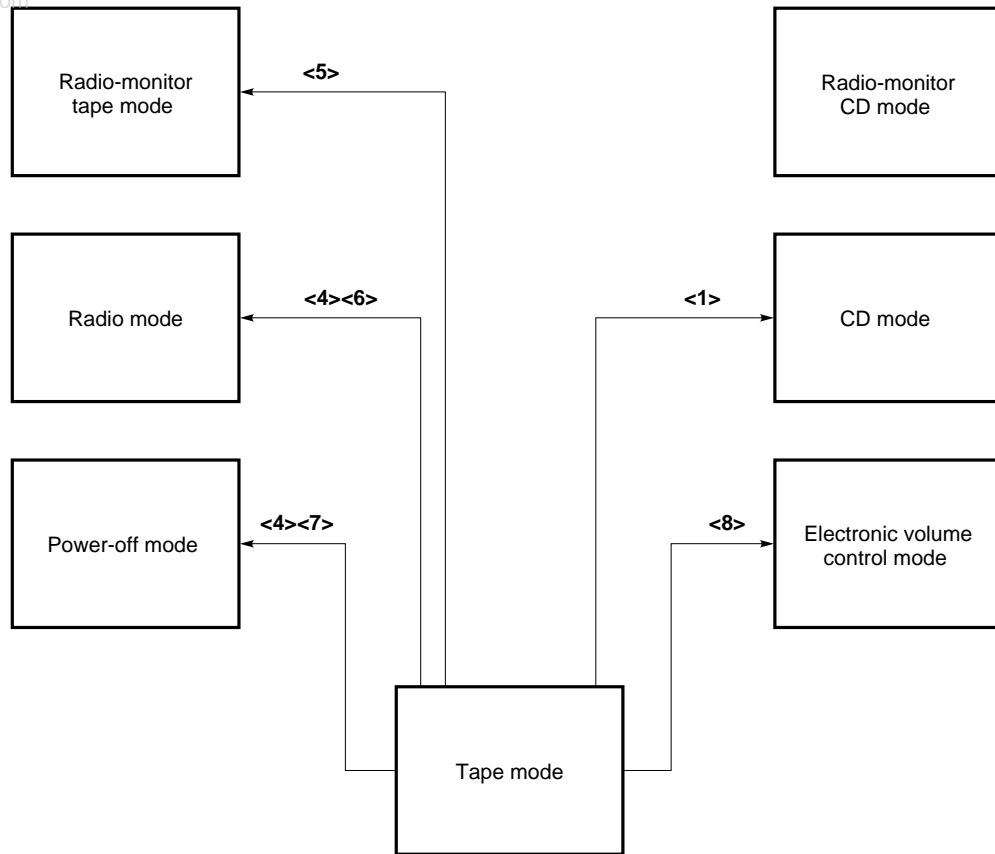 om
Radio-monitor
tape mode
<5>
Radio-monitor
CD mode
Radio mode
<4><6>
<1>
CD mode
Power-off mode
<4><7>
<8>
Electronic volume
control mode
Tape mode